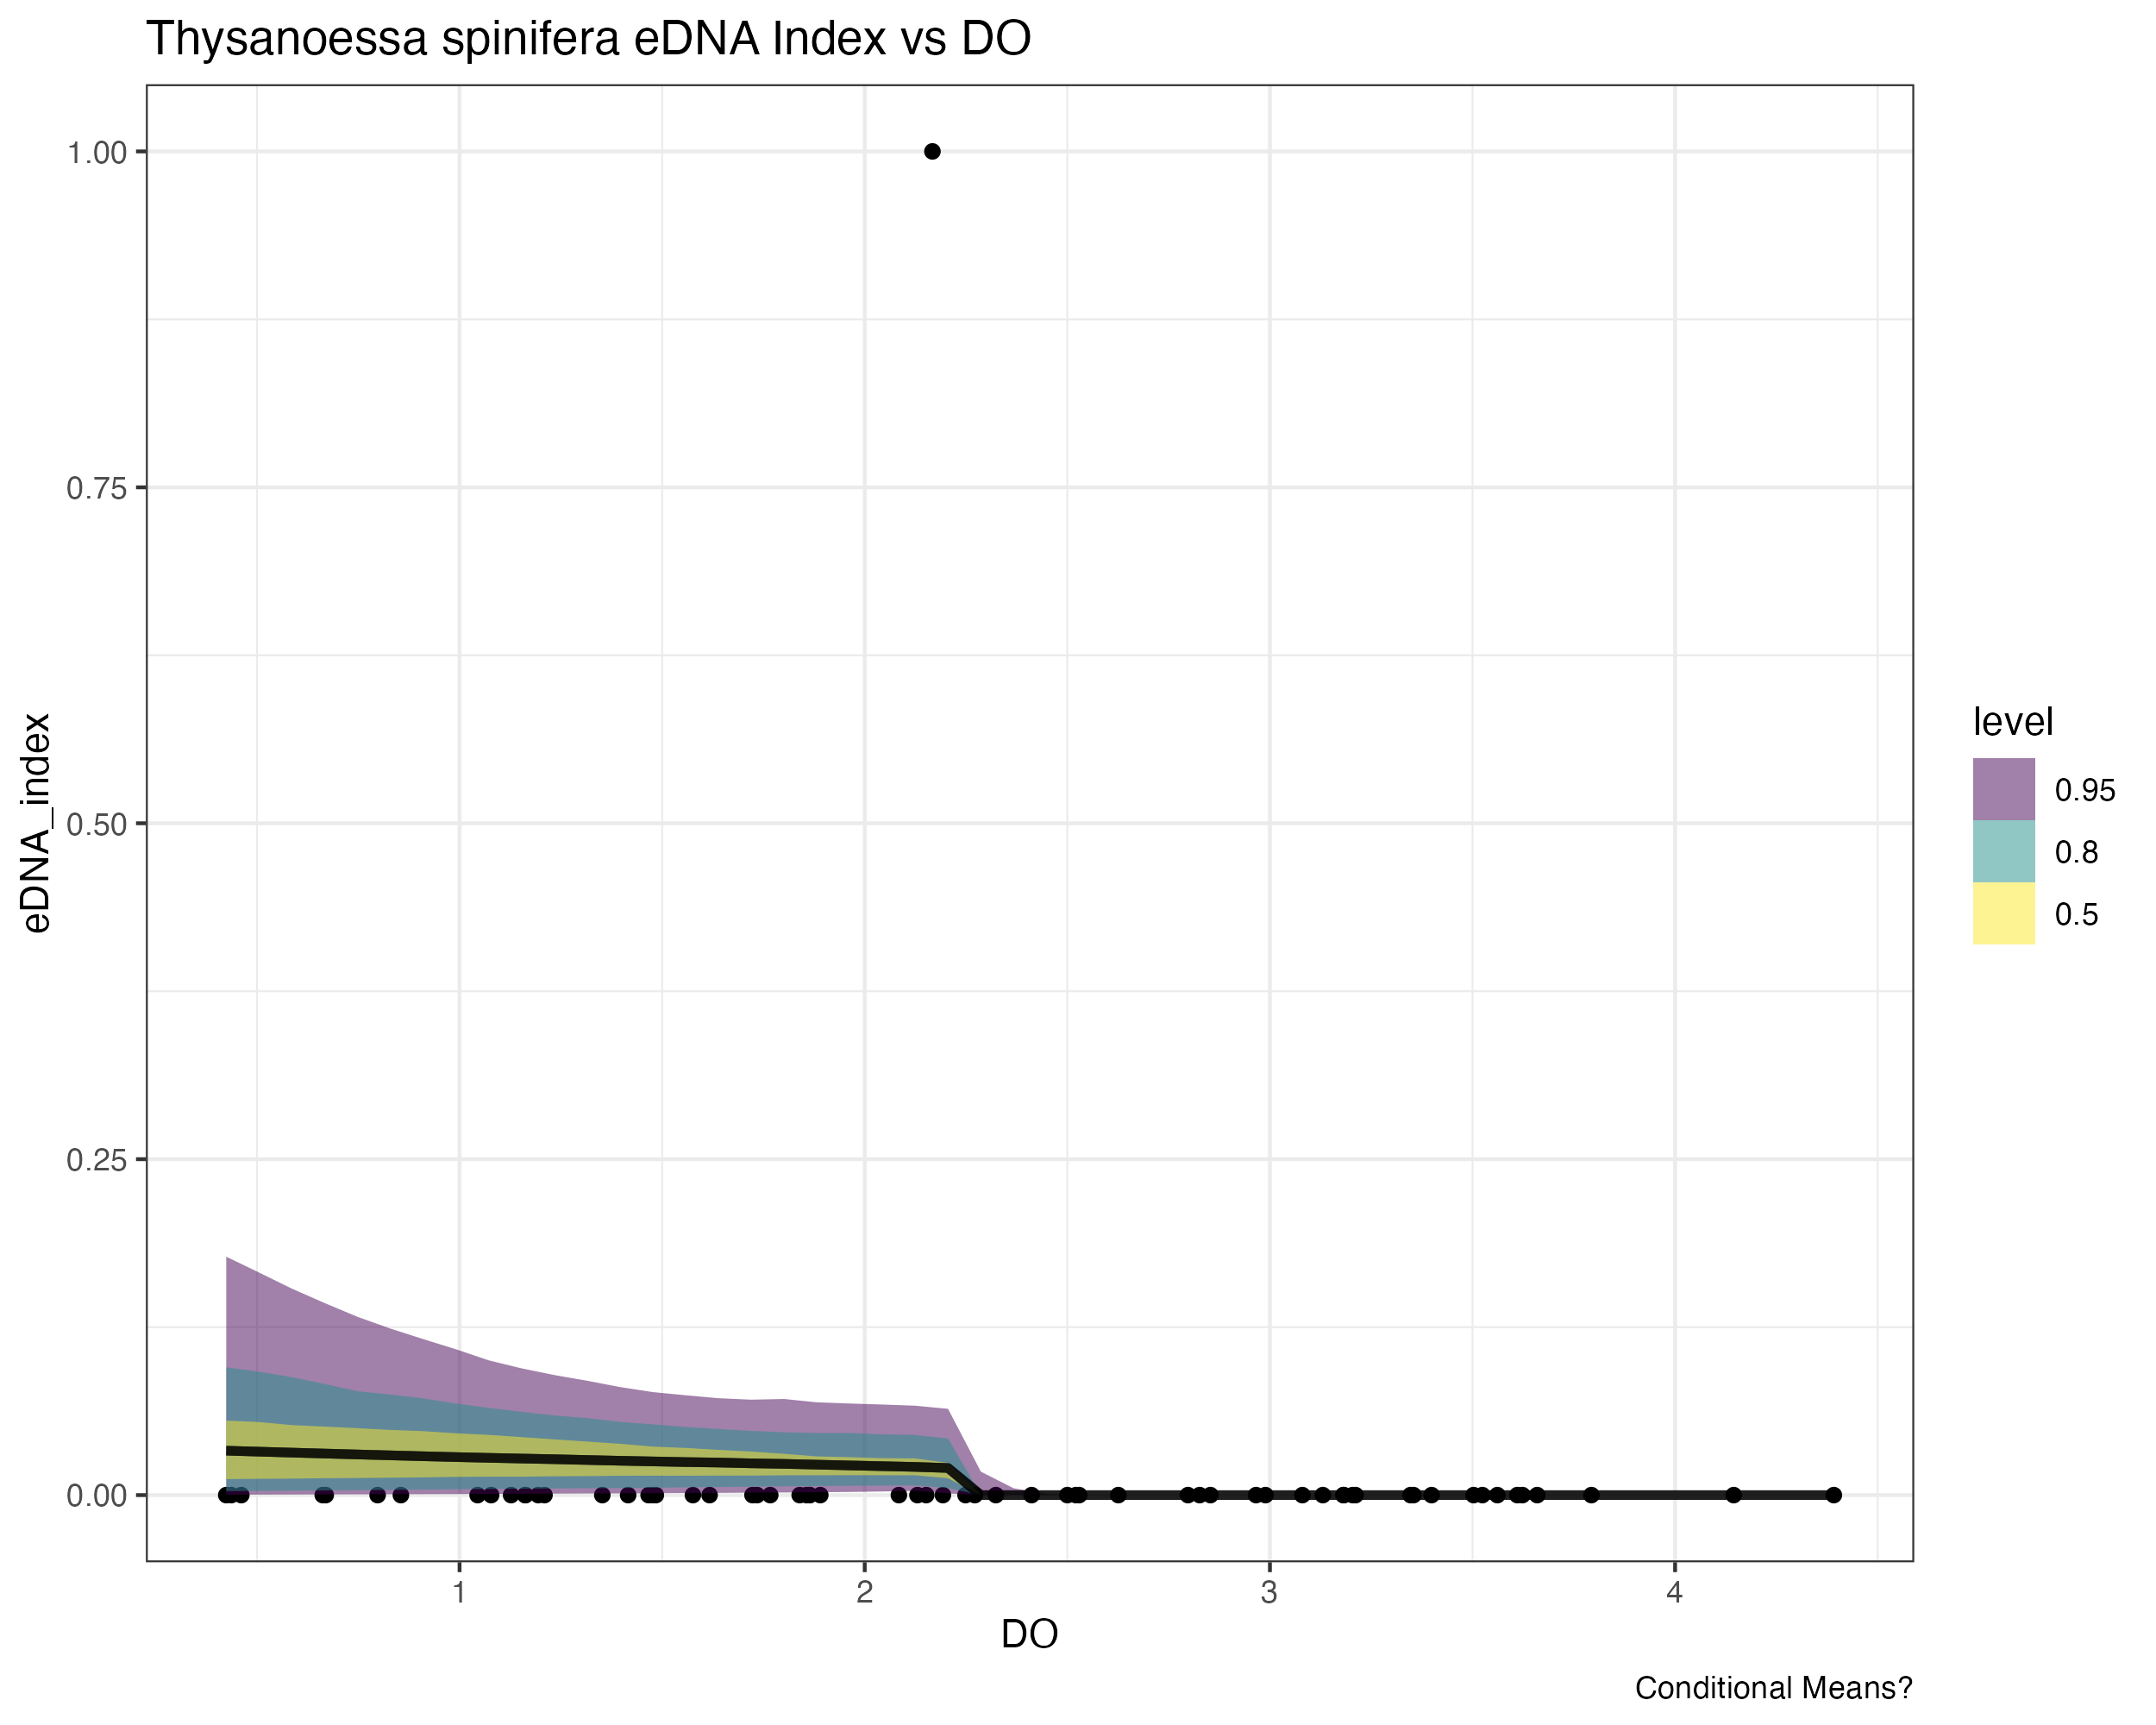 Thysanoessa spinifera eDNA Index vs DO
1.00
0.75
0.50
0.25
0.00
eDNA_index
1 2 3 4
DO
level
0.95
0.8
0.5
Conditional Means?